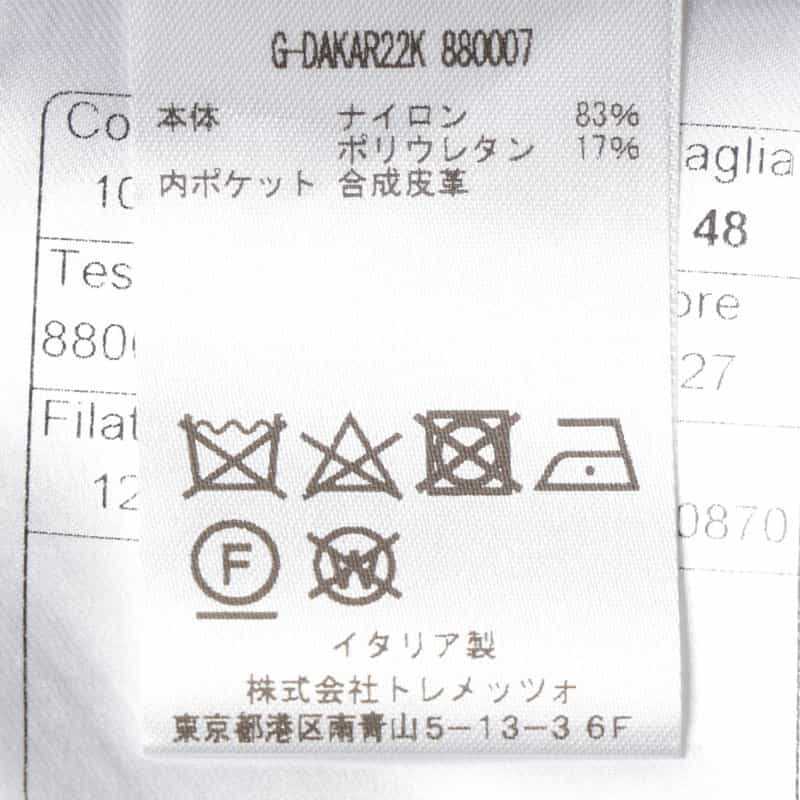 G-DAKAR22K 880007
本体 ナイロン 83%
ポリウレタン 17%
内ポケット 合成皮革
F
W
イタリア製
株式会社トレメッツォ
東京都港区南青山5-13-3 6F
Co
10
Tes
880
Filat
12
aglia
48
ore
27
0870